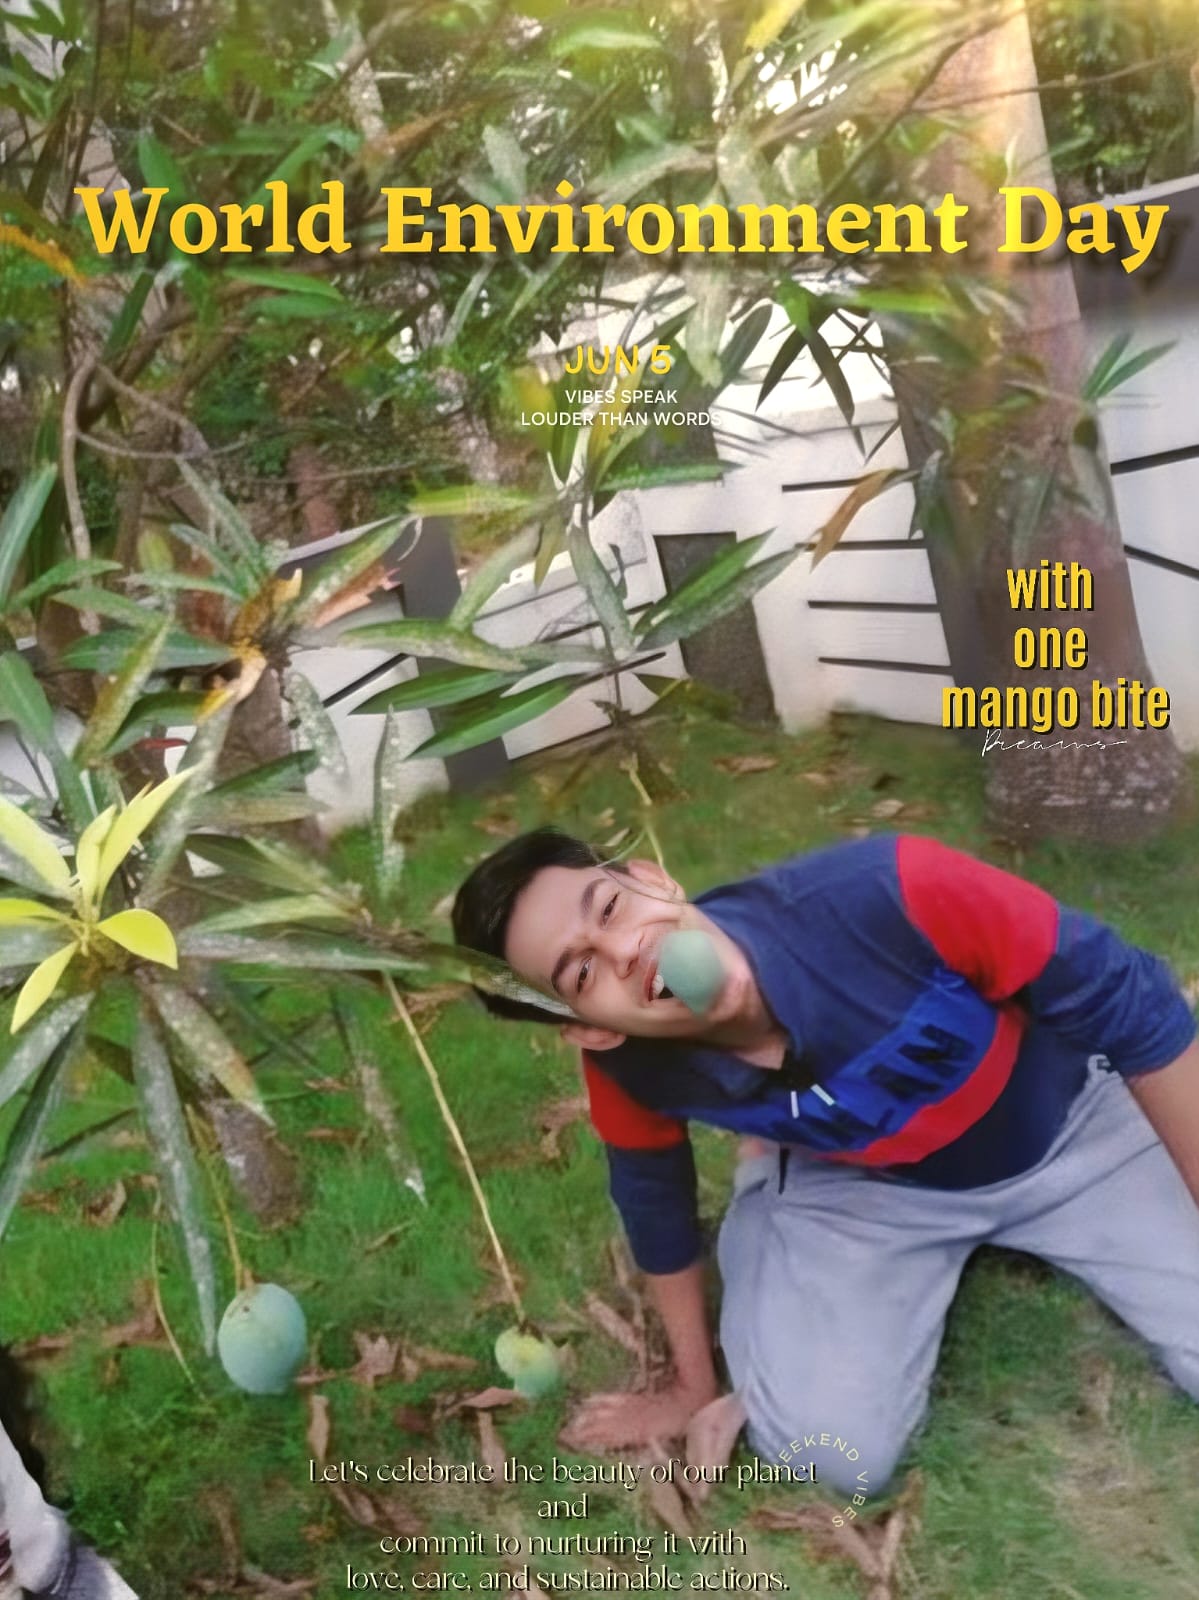 World Environment Day
JUN 5
VIBES SPEAK
LOUDER THAN WORDS
with
one
mango bite
Dreams
WEEKEND VIBES
Let's celebrate the beauty of our planet
and
commit to nurturing it with
love, care, and sustainable actions.